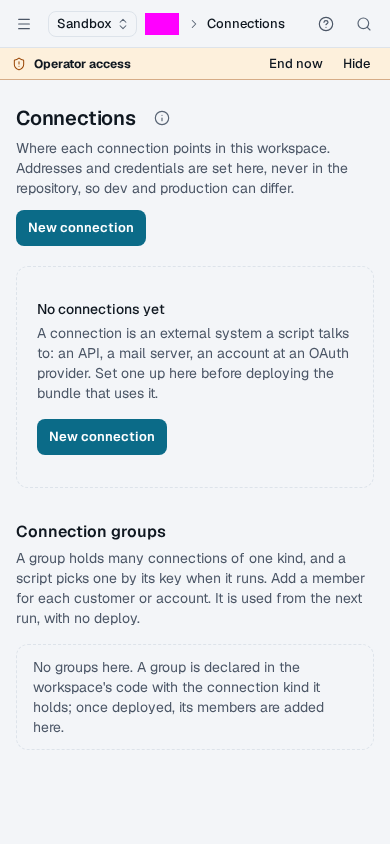 Sandbox
Connections
Operator access
End now
Hide
Connections
Where each connection points in this workspace.
Addresses and credentials are set here, never in the
repository, so dev and production can differ.
New connection
No connections yet
A connection is an external system a script talks
to: an API, a mail server, an account at an OAuth
provider. Set one up here before deploying the
bundle that uses it.
New connection
Connection groups
A group holds many connections of one kind, and a
script picks one by its key when it runs. Add a member
for each customer or account. It is used from the next
run, with no deploy.
No groups here. A group is declared in the
workspace's code with the connection kind it
holds; once deployed, its members are added
here.